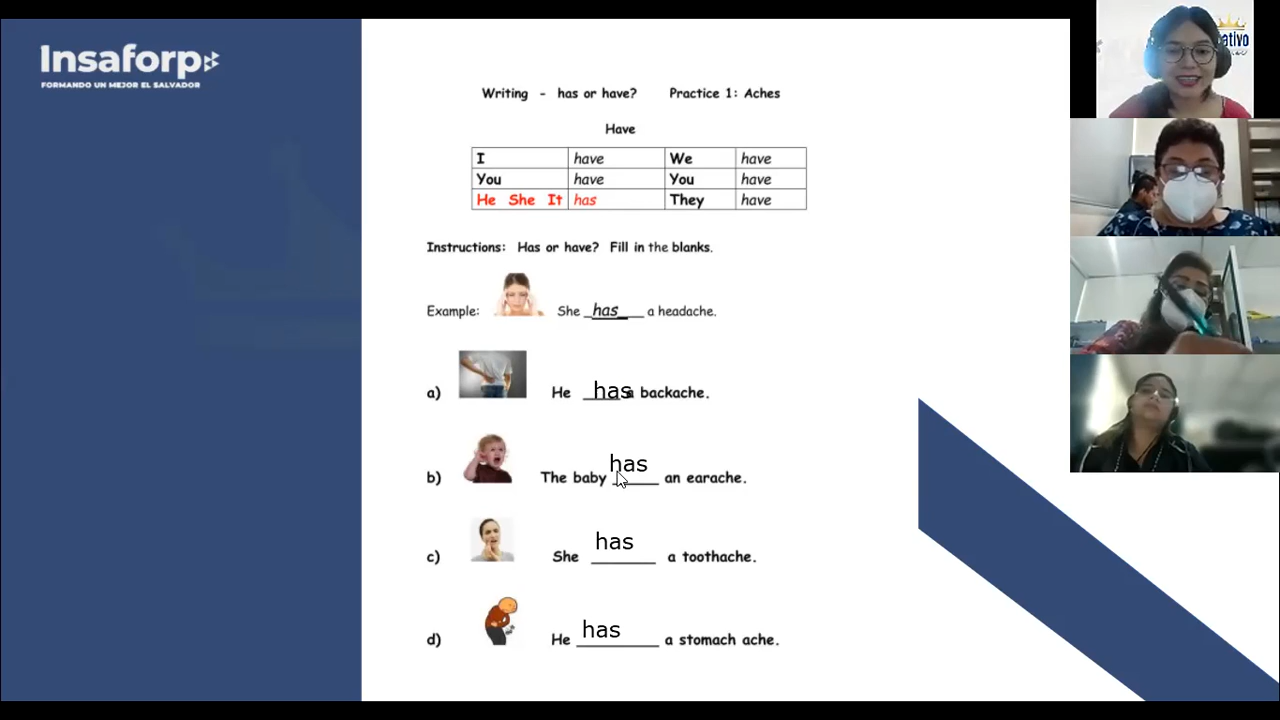 Insaforp
FORMANDO UN MEJOR EL SALVADOR
ativo
Writing - has or have? Practice 1: Aches
Have
I have We have
You have You have
He She It has They have
Instructions: Has or have? Fill in the blanks.
Example: She _has_ a headache.
a) He has a backache.
b) The baby has an earache.
c) She has a toothache.
d) He has a stomach ache.